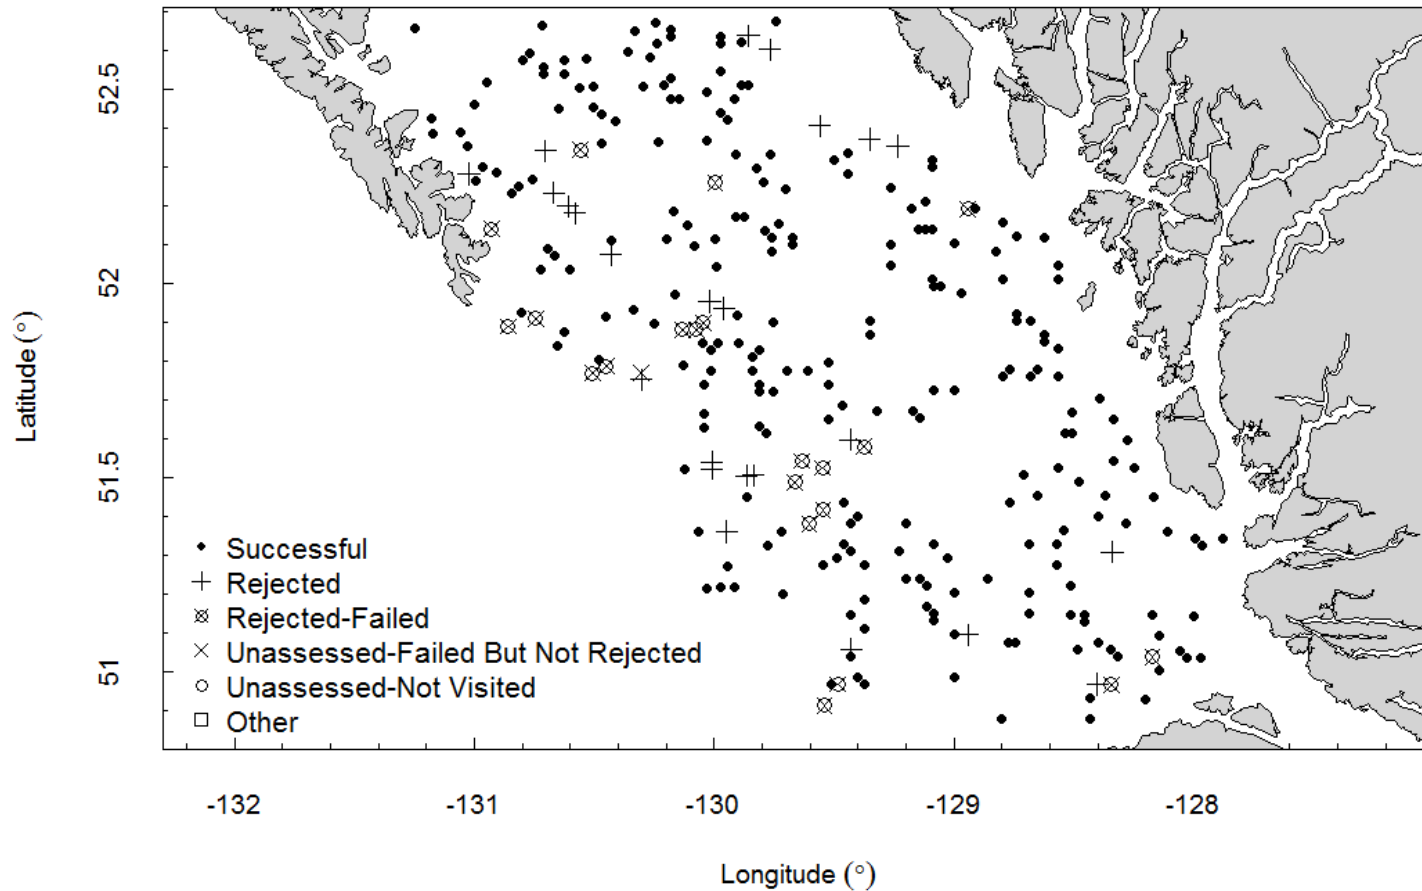 52.5
52
51.5
51
Latitude (°)
Successful
Rejected
Rejected-Failed
Unassessed-Failed But Not Rejected
Unassessed-Not Visited
Other
-132 -131 -130 -129 -128
Longitude (°)